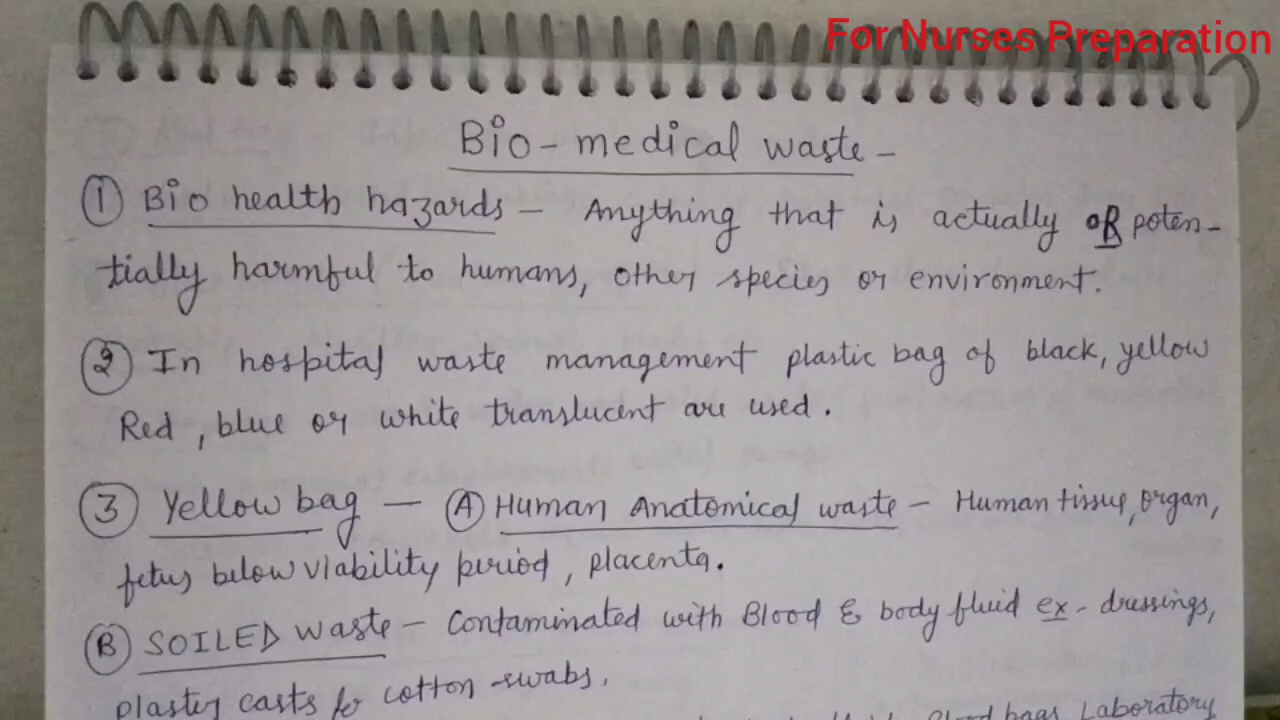 For Nurses Preparation
Bio - medical waste -
① Bio health hazards - Anything that is actually OR poten-
tially harmful to humans, other species or environment.
② In hospital waste management plastic bag of black, yellow
Red, blue or white translucent are used.
③ Yellow bag - Ⓐ Human Anatomical waste - Human tissue, organ,
fetus below viability period, placenta.
Ⓑ SOILED waste - Contaminated with Blood & body fluid ex- dressings,
plaster casts & cotton swabs.
Blood bags Laboratory